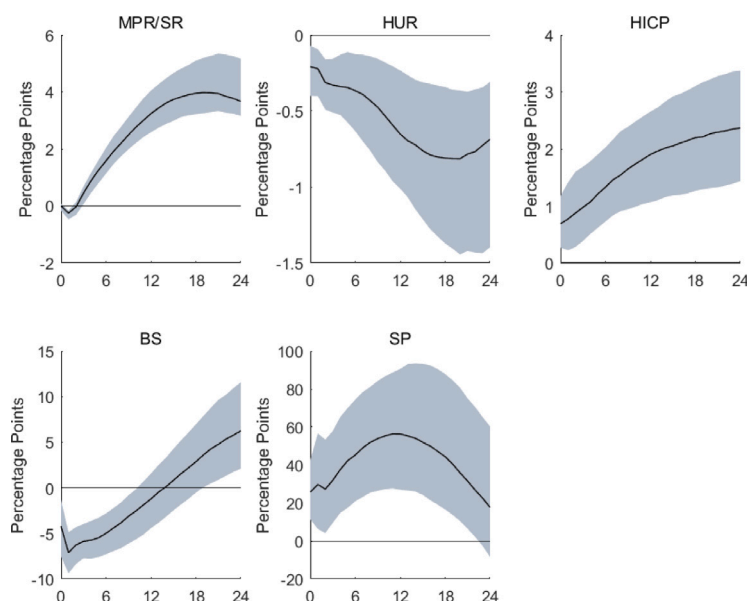 MPR/SR
Percentage Points
6
4
2
0
-2
0 6 12 18 24
HUR
Percentage Points
0
-0.5
-1
-1.5
0 6 12 18 24
HICP
Percentage Points
4
3
2
1
0
0 6 12 18 24
BS
Percentage Points
15
10
5
0
-5
-10
0 6 12 18 24
SP
Percentage Points
100
80
60
40
20
0
-20
0 6 12 18 24